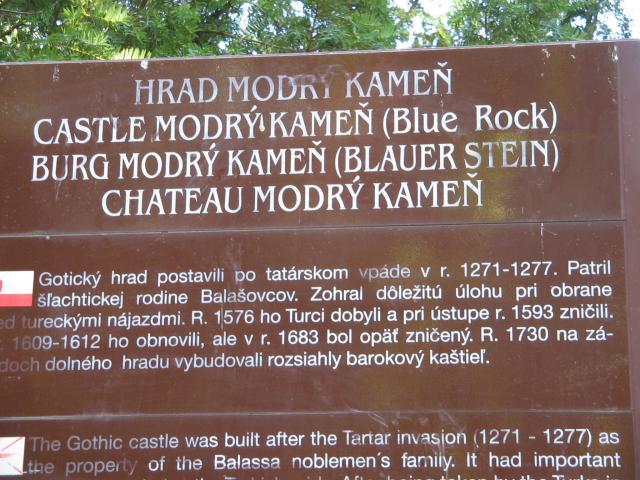 HRAD MODRÝ KAMEŇ
CASTLE MODRÝ KAMEŇ (Blue Rock)
BURG MODRÝ KAMEŇ (BLAUER STEIN)
CHATEAU MODRÝ KAMEŇ
Gotický hrad postavili po tatárskom vpáde v r. 1271-1277. Patril
šľachtickej rodine Balašovcov. Zohral dôležitú úlohu pri obrane
tureckými nájazdmi. R. 1576 ho Turci dobyli a pri ústupe r. 1593 zničili.
1609-1612 ho obnovili, ale v r. 1683 bol opäť zničený. R. 1730 na zá-
doch dolného hradu vybudovali rozsiahly barokový kaštieľ.
The Gothic castle was built after the Tartar invasion (1271 - 1277) as
the property of the Balassa noblemen´s family. It had important